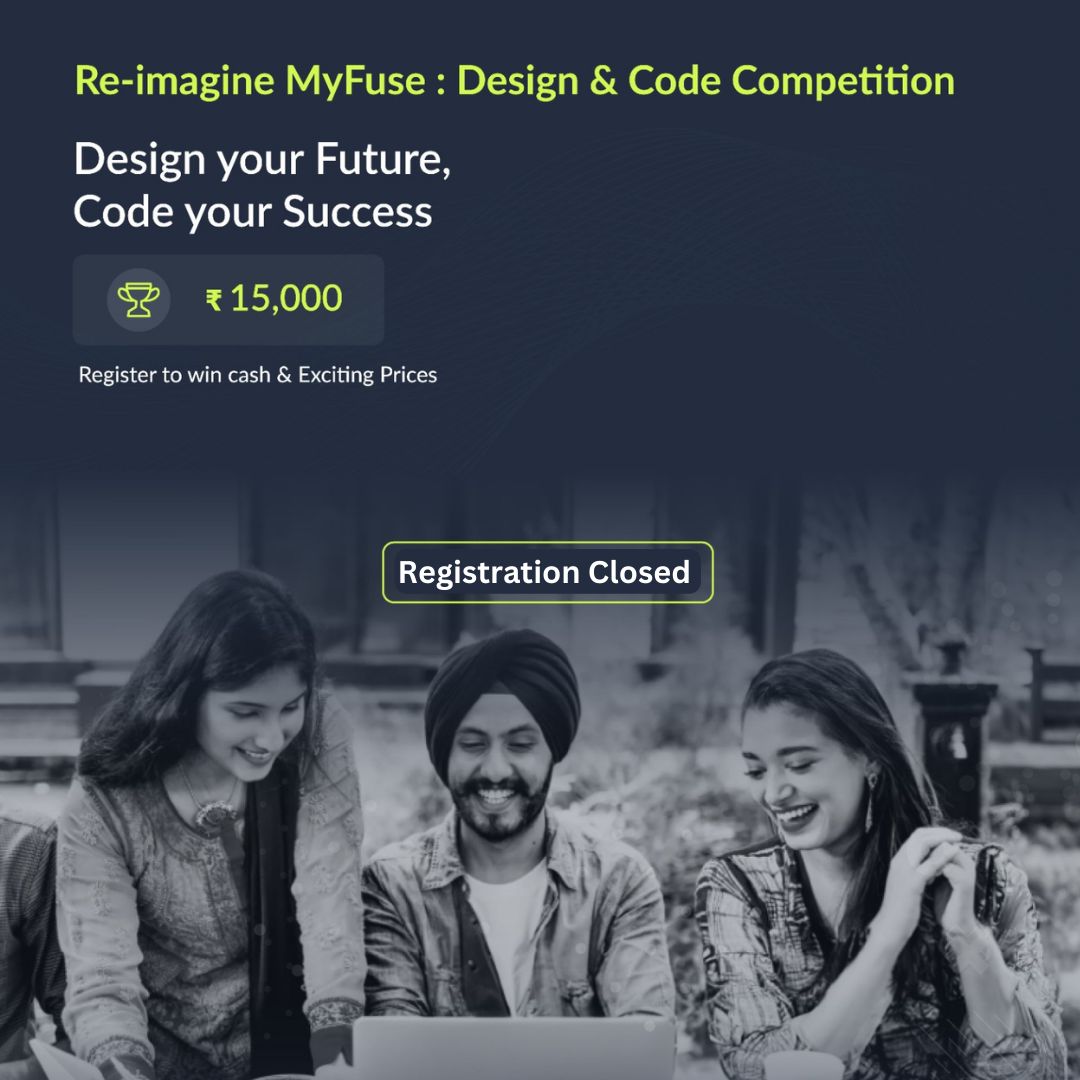 Re-imagine MyFuse : Design & Code Competition
Design your Future,
Code your Success
₹ 15,000
Register to win cash & Exciting Prices
Registration Closed